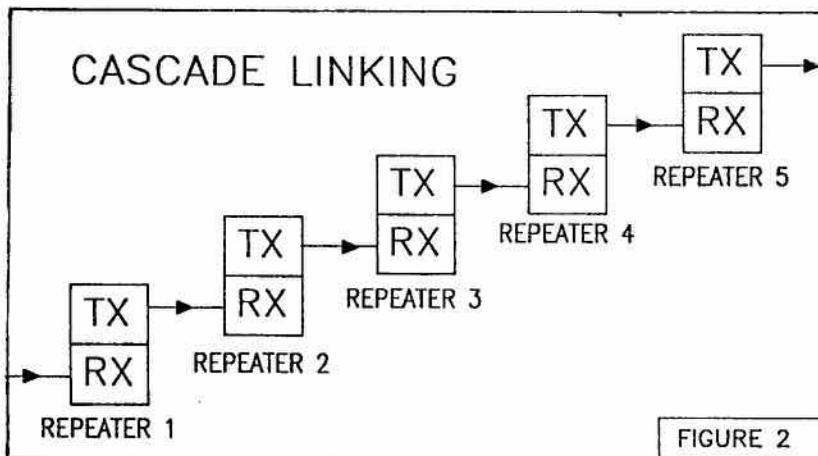 CASCADE LINKING
TX
RX
REPEATER 1
TX
RX
REPEATER 2
TX
RX
REPEATER 3
TX
RX
REPEATER 4
TX
RX
REPEATER 5
FIGURE 2